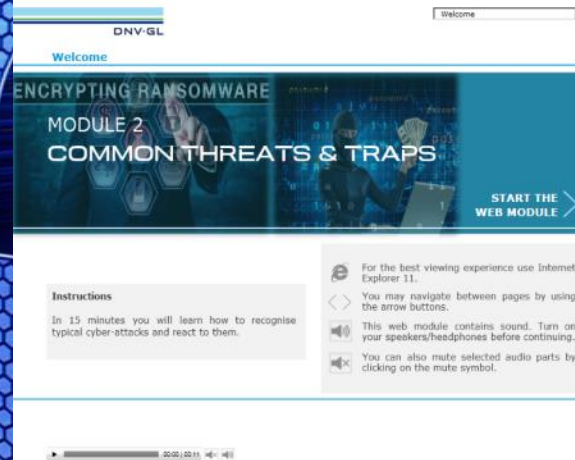 Welcome
DNV·GL
Welcome
ENCRYPTING RANSOMWARE
MODULE 2
COMMON THREATS & TRAPS
START THE
WEB MODULE
Instructions
In 15 minutes you will learn how to recognise
typical cyber-attacks and react to them.
For the best viewing experience use Internet
Explorer 11.
You may navigate between pages by using
the arrow buttons.
This web module contains sound. Turn on
your speakers/headphones before continuing.
You can also mute selected audio parts by
clicking on the mute symbol.
00:00 | 00:11